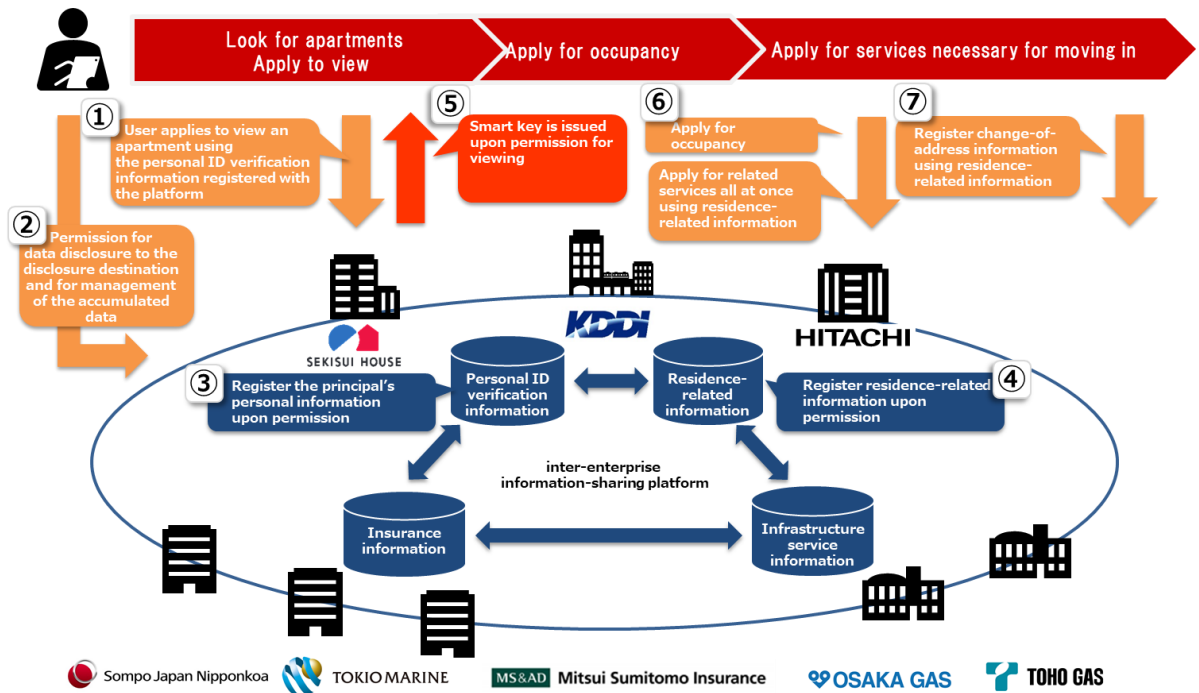 Look for apartments
Apply to view
Apply for occupancy
Apply for services necessary for moving in
①
User applies to view an
apartment using
the personal ID verification
information registered with
the platform
⑤
Smart key is issued
upon permission for
viewing
⑥
Apply for
occupancy
Apply for related
services all at once
using residence-
related information
⑦
Register change-of-
address information
using residence-
related information
②
Permission for
data disclosure to the
disclosure destination
and for management
of the accumulated
data
SEKISUI HOUSE
KDDI
HITACHI
③
Register the principal's
personal information
upon permission
Personal ID
verification
information
Residence-
related
information
④
Register residence-related
information upon
permission
inter-enterprise
information-sharing platform
Insurance
information
Infrastructure
service
information
Sompo Japan Nipponkoa
TOKIO MARINE
MS&AD Mitsui Sumitomo Insurance
OSAKA GAS
TOHO GAS